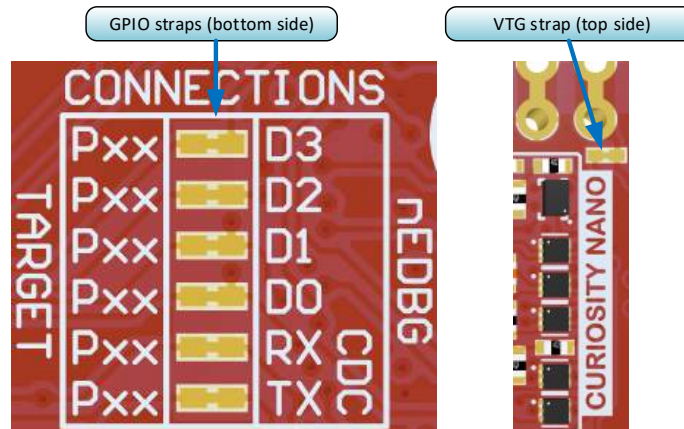 GPIO straps (bottom side)
VTG strap (top side)
CONNECTIONS
Pxx D3
Pxx D2
Pxx D1
Pxx D0
Pxx RX
Pxx TX
TARGET
nEDBG
CDC
CURIOSITY NANO